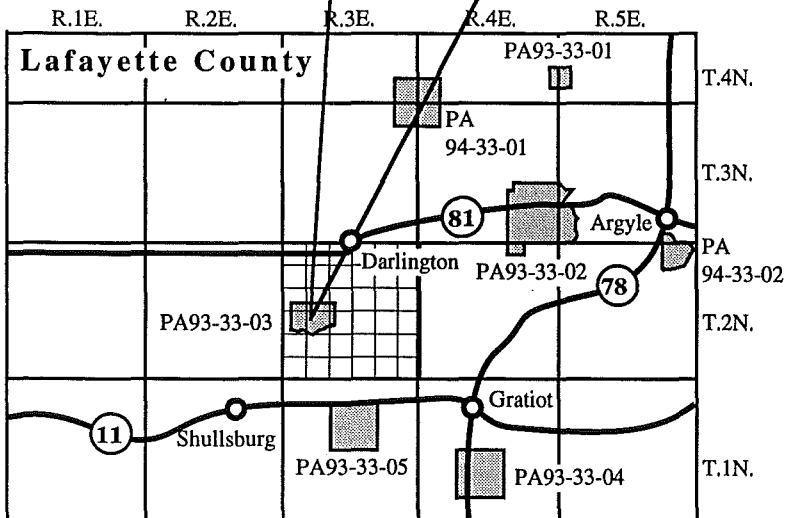 R.1E. R.2E. R.3E. R.4E. R.5E.
Lafayette County
PA93-33-01
T.4N.
PA
94-33-01
T.3N.
81
Argyle
Darlington
PA93-33-02
PA
94-33-02
78
PA93-33-03
T.2N.
Gratiot
11
Shullsburg
PA93-33-05
PA93-33-04
T.1N.